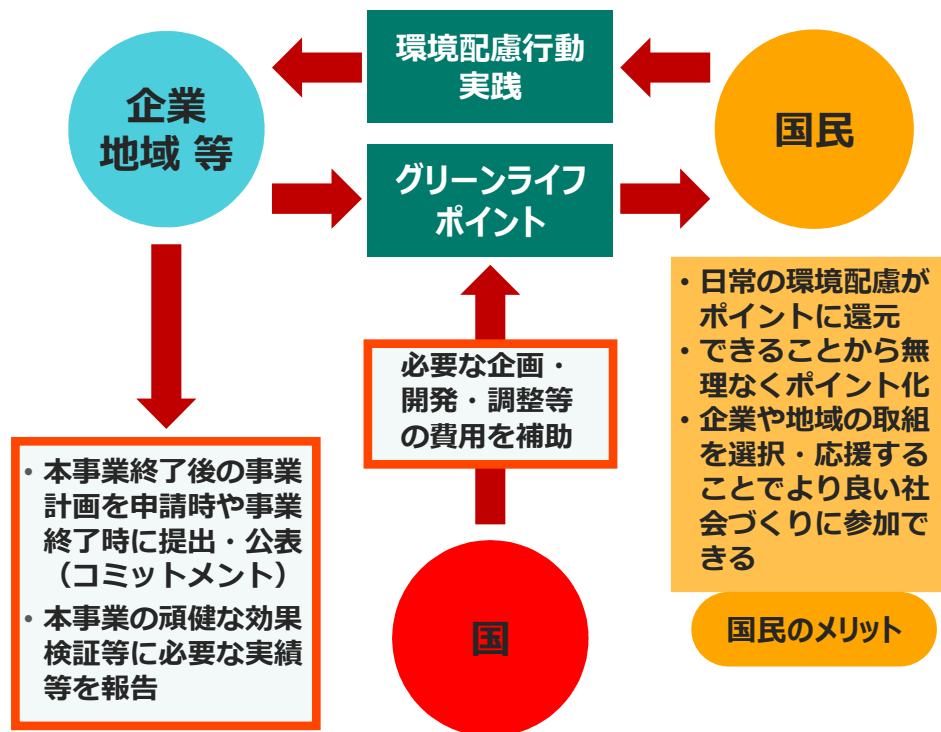 環境配慮行動
実践
企業
地域 等
国民
グリーンライフ
ポイント
・日常の環境配慮が
ポイントに還元
・できることから無
理なくポイント化
・企業や地域の取組
を選択・応援する
ことでより良い社
会づくりに参加で
きる
必要な企画・
開発・調整等
の費用を補助
・本事業終了後の事業
計画を申請時や事業
終了時に提出・公表
（コミットメント）
・本事業の頑健な効果
検証等に必要な実績
等を報告
国
国民のメリット